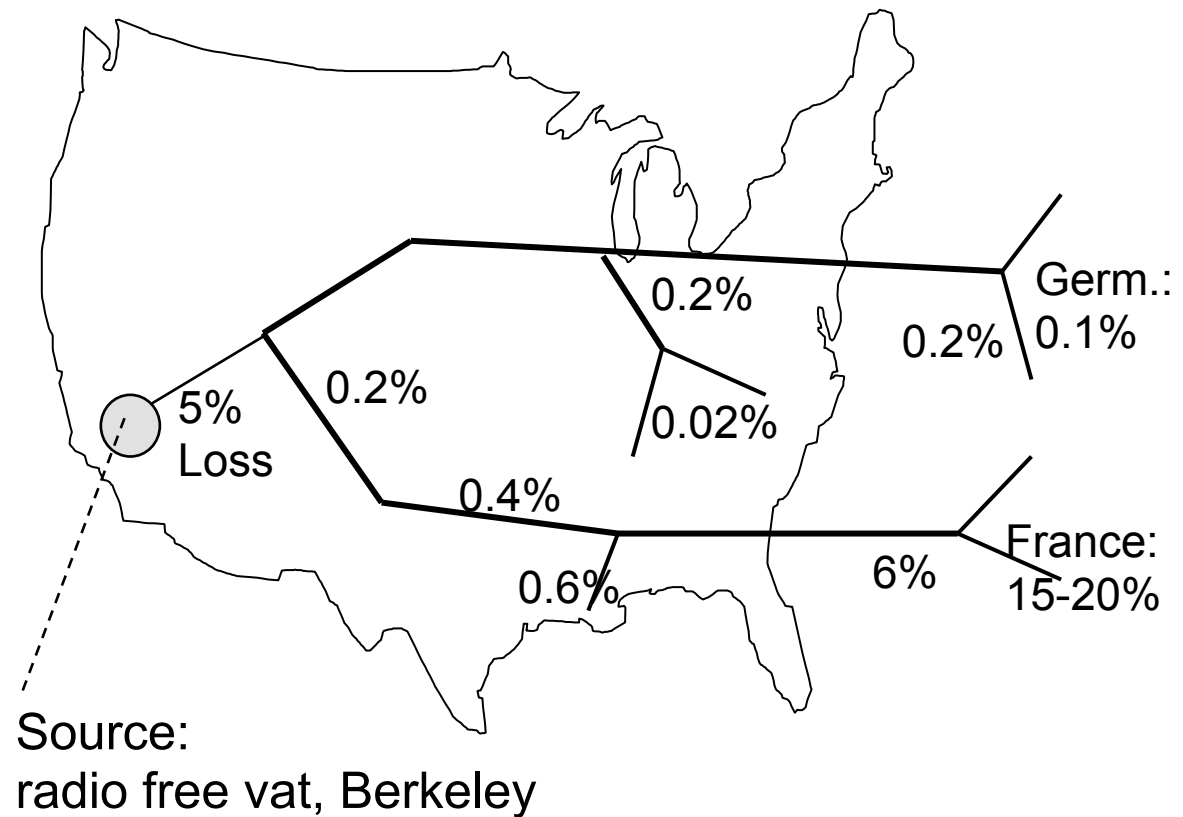 0.2%
Germ.:
0.2%
0.1%
0.2%
5%
Loss
0.02%
0.4%
France:
0.6%
6%
15-20%
Source:
radio free vat, Berkeley